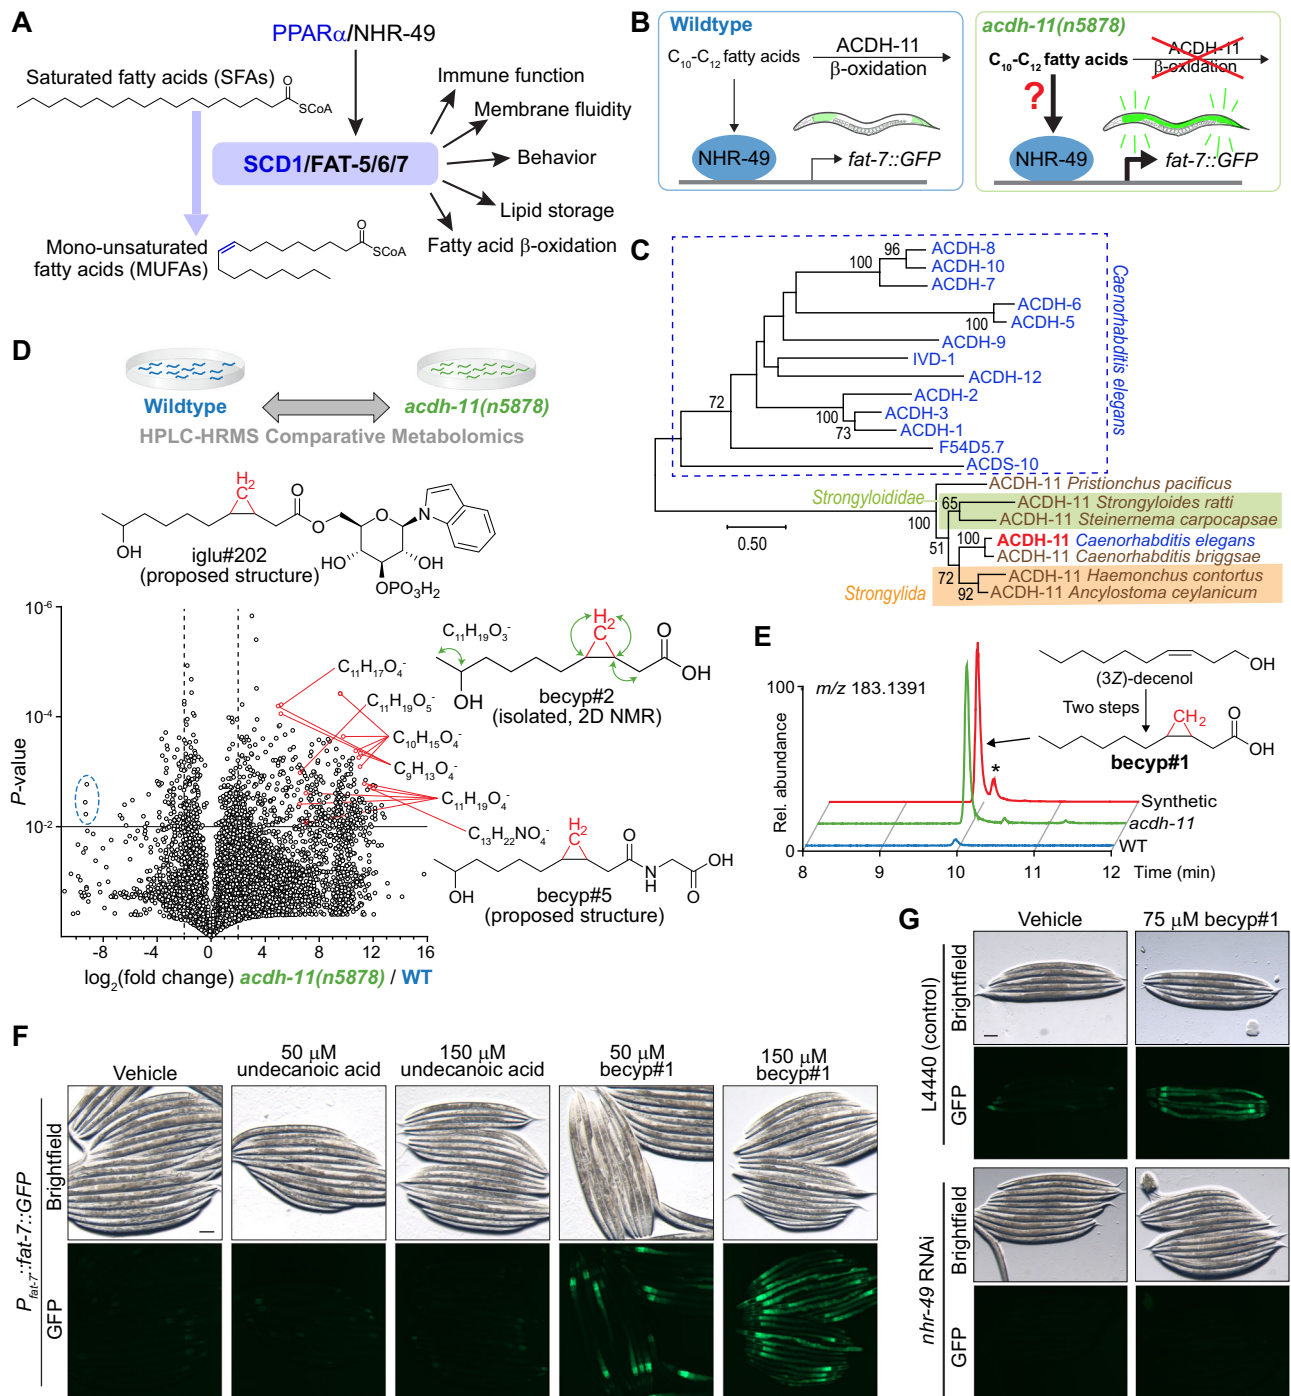 A
PPARα/NHR-49
Saturated fatty acids (SFAs)
O
SCoA
SCD1/FAT-5/6/7
Immune function
Membrane fluidity
Behavior
Lipid storage
Fatty acid β-oxidation
Mono-unsaturated
fatty acids (MUFAs)
O
SCoA
B
Wildtype
C10-C12 fatty acids
ACDH-11
β-oxidation
NHR-49
fat-7::GFP
acdh-11(n5878)
C10-C12 fatty acids
ACDH-11
β-oxidation
?
NHR-49
fat-7::GFP
C
96
100
ACDH-8
ACDH-10
ACDH-7
ACDH-6
100
ACDH-5
ACDH-9
IVD-1
ACDH-12
72
ACDH-2
100
ACDH-3
73
ACDH-1
F54D5.7
ACDS-10
Caenorhabditis elegans
ACDH-11 Pristionchus pacificus
Strongyloididae
65
ACDH-11 Strongyloides ratti
100
ACDH-11 Steinernema carpocapsae
0.50
51
100
ACDH-11 Caenorhabditis elegans
ACDH-11 Caenorhabditis briggsae
72
ACDH-11 Haemonchus contortus
Strongylida
92
ACDH-11 Ancylostoma ceylanicum
D
Wildtype
acdh-11(n5878)
HPLC-HRMS Comparative Metabolomics
H2
C
O
O
O
N
OH
HO
OH
OPO3H2
iglu#202
(proposed structure)
10-6
10-4
10-2
P-value
-8
-4
0
4
8
12
16
log2(fold change) acdh-11(n5878) / WT
C11H17O4-
C11H19O5-
C10H15O4-
C9H13O4-
C11H19O4-
C13H22NO4-
C11H19O3-
H2
C
O
OH
OH
becyp#2
(isolated, 2D NMR)
CH2
O
OH
N
H
O
OH
becyp#5
(proposed structure)
E
100
m/z 183.1391
Rel. abundance
0
8
9
10
11
12
Time (min)
*
Synthetic
acdh-11
WT
OH
(3Z)-decenol
Two steps
CH2
O
OH
becyp#1
F
Vehicle
50 μM
undecanoic acid
150 μM
undecanoic acid
50 μM
becyp#1
150 μM
becyp#1
Pfat-7::fat-7::GFP
Brightfield
GFP
G
Vehicle
75 μM becyp#1
L4440 (control)
Brightfield
GFP
nhr-49 RNAi
Brightfield
GFP